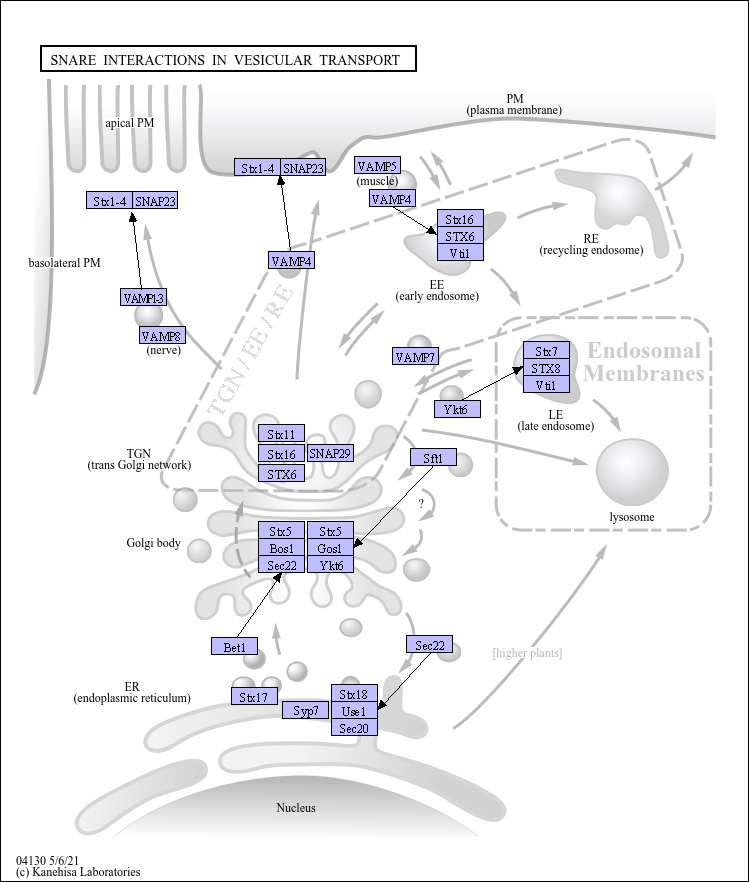 SNARE INTERACTIONS IN VESICULAR TRANSPORT
PM
(plasma membrane)
apical PM
Stx1-4 SNAP23
VAMP5
(muscle)
VAMP4
Stx1-4 SNAP23
Stx16
STX6
Vti1
RE
(recycling endosome)
basolateral PM
VAMP4
EE
(early endosome)
VAMP1-3
VAMP8
(nerve)
TGN/EE/RE
VAMP7
Stx7
STX8
Vti1
Endosomal
Membranes
Ykt6
LE
(late endosome)
Stx11
Stx16 SNAP29
STX6
TGN
(trans Golgi network)
Sft1
lysosome
?
Golgi body
Stx5 Stx5
Bos1 Gos1
Sec22 Ykt6
Bet1
Sec22
[higher plants]
ER
(endoplasmic reticulum)
Stx17
Syp7
Stx18
Use1
Sec20
Nucleus
04130 5/6/21
(c) Kanehisa Laboratories